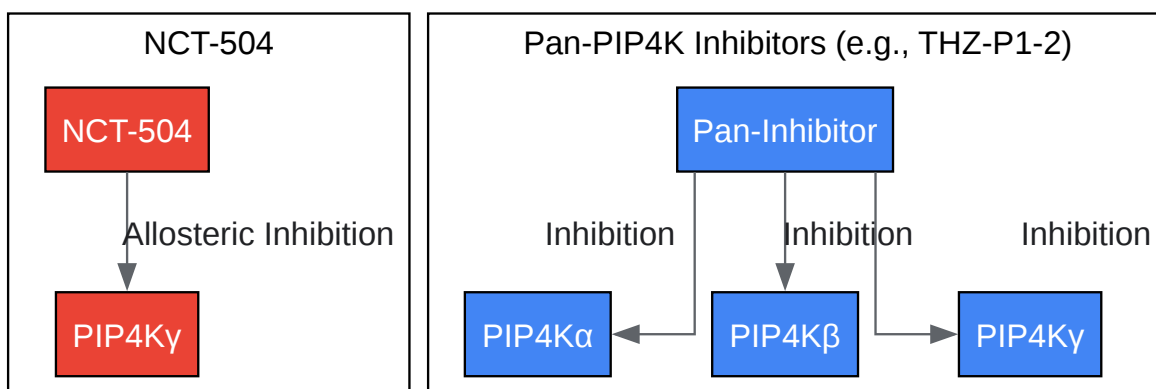 NCT-504
Pan-PIP4K Inhibitors (e.g., THZ-P1-2)
NCT-504
Pan-Inhibitor
Allosteric Inhibition
Inhibition
Inhibition
Inhibition
PIP4Kγ
PIP4Kα
PIP4Kβ
PIP4Kγ